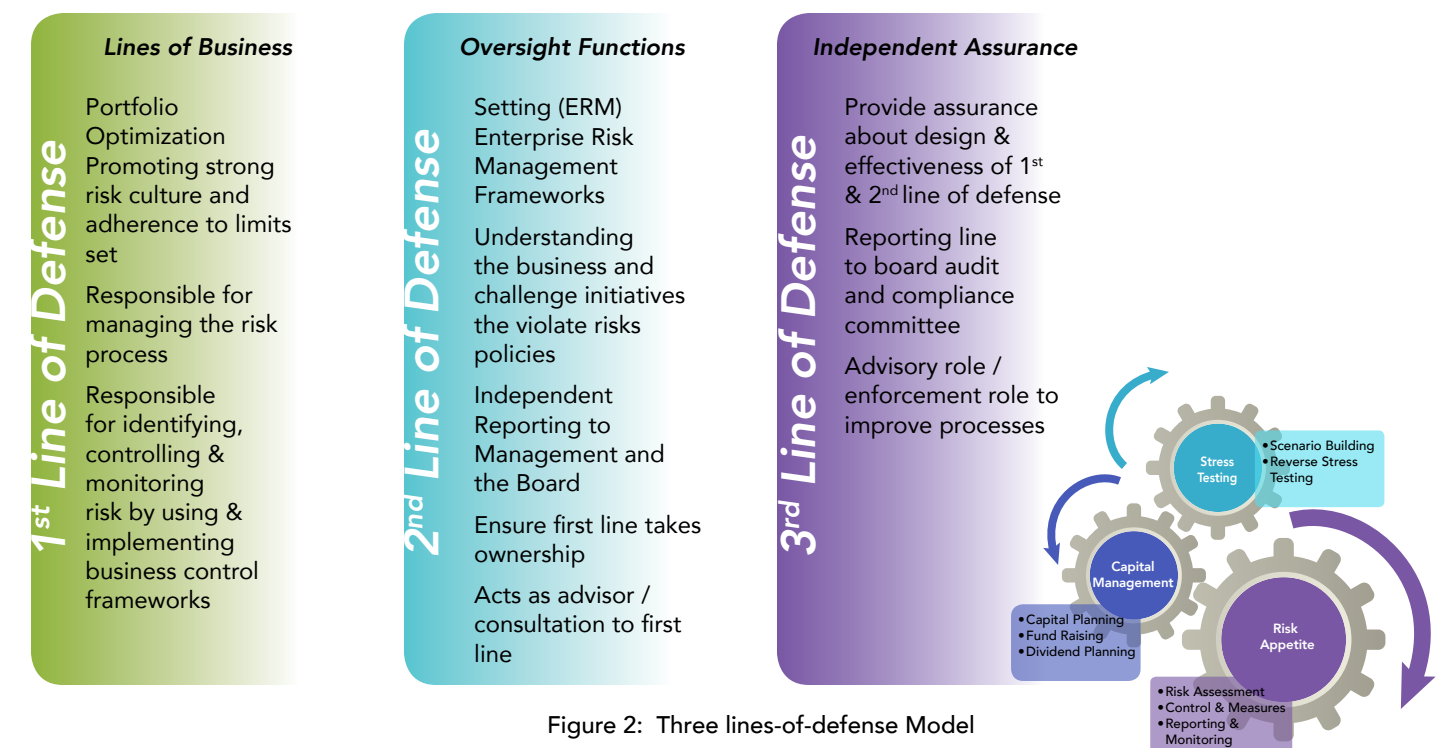 1st Line of Defense
Lines of Business
Portfolio
Optimization
Promoting strong
risk culture and
adherence to limits
set
Responsible for
managing the risk
process
Responsible
for identifying,
controlling &
monitoring
risk by using &
implementing
business control
frameworks
2nd Line of Defense
Oversight Functions
Setting (ERM)
Enterprise Risk
Management
Frameworks
Understanding
the business and
challenge initiatives
the violate risks
policies
Independent
Reporting to
Management and
the Board
Ensure first line takes
ownership
Acts as advisor /
consultation to first
line
3rd Line of Defense
Independent Assurance
Provide assurance
about design &
effectiveness of 1st
& 2nd line of defense
Reporting line
to board audit
and compliance
committee
Advisory role /
enforcement role to
improve processes
Stress
Testing
•Scenario Building
•Reverse Stress
Testing
Capital
Management
•Capital Planning
•Fund Raising
•Dividend Planning
Risk
Appetite
•Risk Assessment
•Control & Measures
•Reporting &
Monitoring
Figure 2: Three lines-of-defense Model